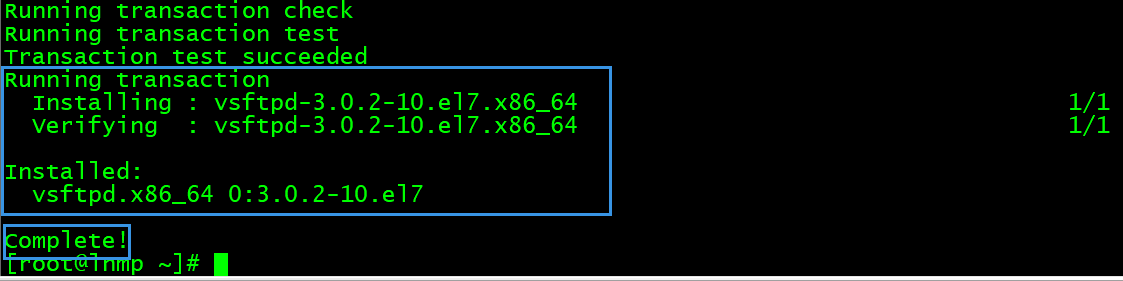 Running transaction check
Running transaction test
Transaction test succeeded
Running transaction
  Installing : vsftpd-3.0.2-10.el7.x86_64 1/1
  Verifying  : vsftpd-3.0.2-10.el7.x86_64 1/1
Installed:
  vsftpd.x86_64 0:3.0.2-10.el7
Complete!
[root@lnmp ~]#